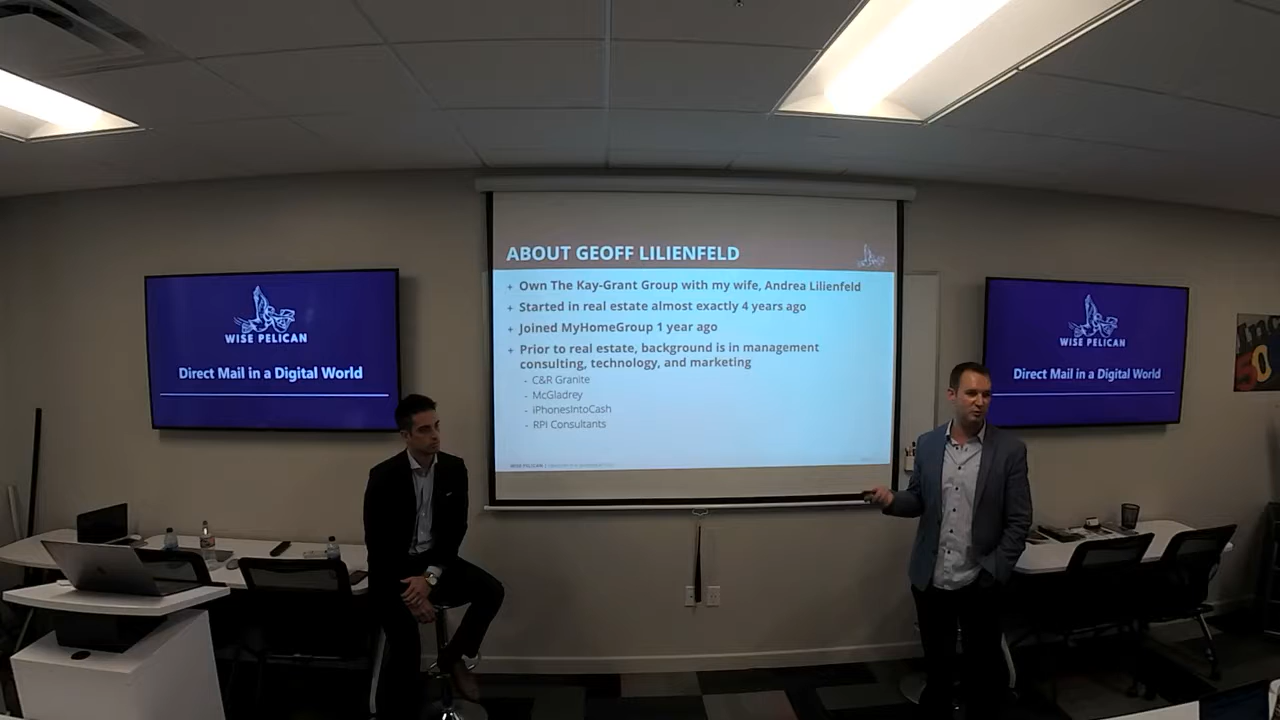 WISE PELICAN
Direct Mail in a Digital World
ABOUT GEOFF LILIENFELD
+ Own The Kay-Grant Group with my wife, Andrea Lilienfeld
+ Started in real estate almost exactly 4 years ago
+ Joined MyHomeGroup 1 year ago
+ Prior to real estate, background is in management
consulting, technology, and marketing
- C&R Granite
- McGladrey
- iPhonesIntoCash
- RPI Consultants
WISE PELICAN
WISE PELICAN
Direct Mail in a Digital World